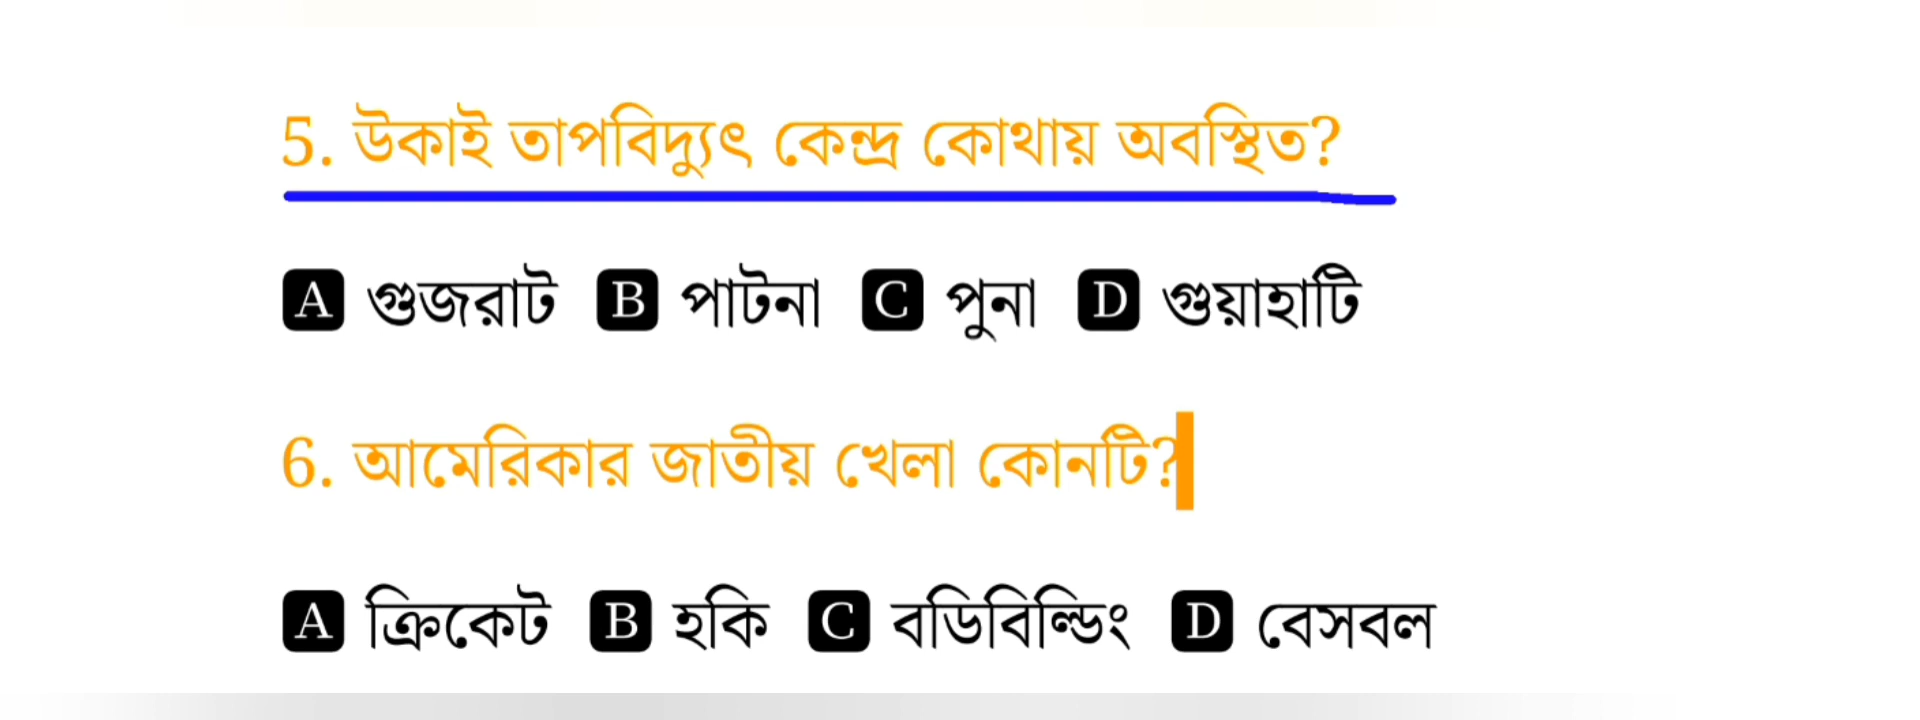 5. উকাই তাপবিদ্যুৎ কেন্দ্র কোথায় অবস্থিত?
A গুজরাট B পাটনা C পুনা D গুয়াহাটি
6. আমেরিকার জাতীয় খেলা কোনটি?
A ক্রিকেট B হকি C বডিবিল্ডিং D বেসবল